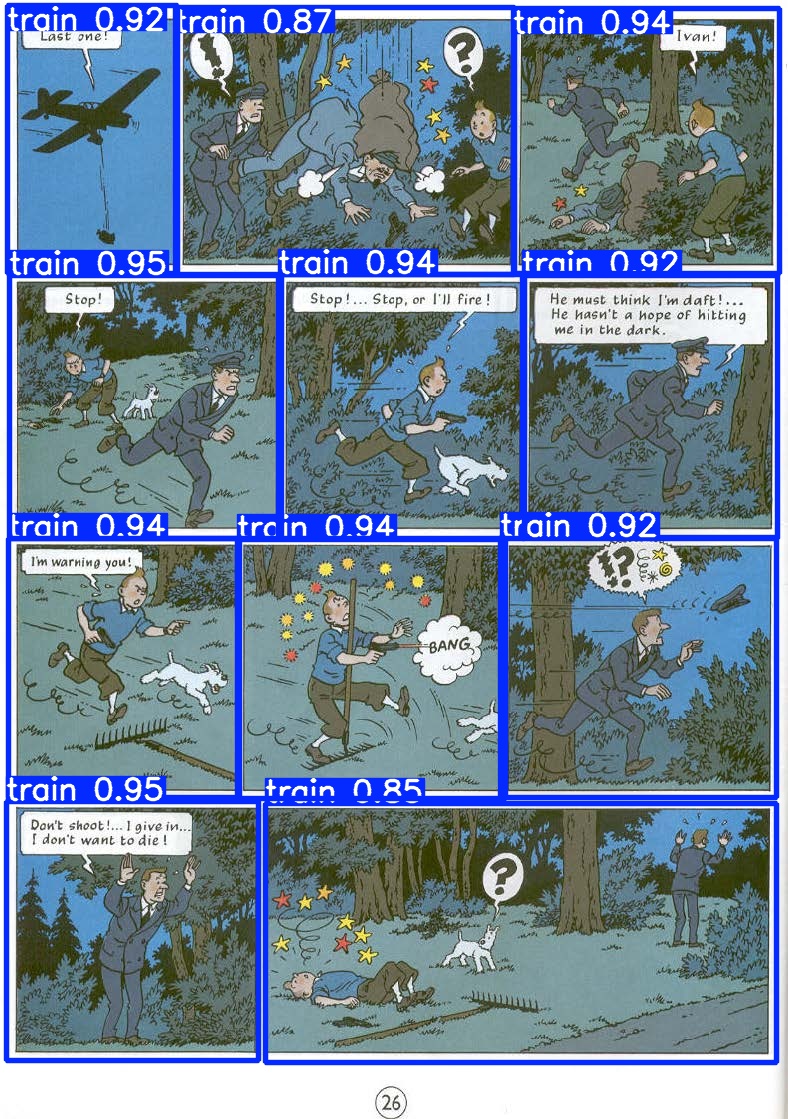 train 0.92
Last one!
train 0.87
!
?
train 0.94
Ivan!
train 0.95
Stop!
train 0.94
Stop!... Stop, or I'll fire!
train 0.92
He must think I'm daft!...
He hasn't a hope of hitting
me in the dark.
train 0.94
I'm warning you!
train 0.94
BANG
train 0.92
!?
train 0.95
Don't shoot!... I give in...
I don't want to die!
train 0.85
?
26